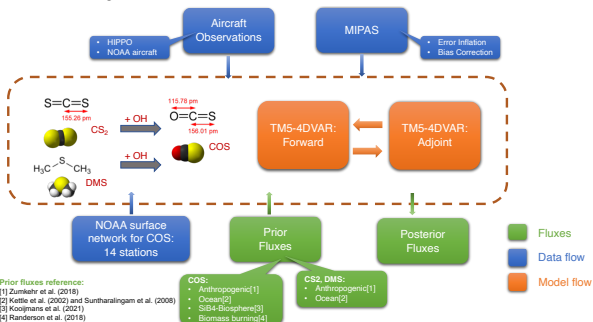 Aircraft
Observations
MIPAS
• HIPPO
• NOAA aircraft
• Error Inflation
• Bias Correction
S=C=S
155.26 pm
CS2
+ OH
115.78 pm
O=C=S
156.01 pm
COS
H3C
S
CH3
DMS
+ OH
TM5-4DVAR:
Forward
TM5-4DVAR:
Adjoint
NOAA surface
network for COS:
14 stations
Prior
Fluxes
Posterior
Fluxes
Fluxes
Data flow
Model flow
COS:
• Anthropogenic[1]
• Ocean[2]
• SiB4-Biosphere[3]
• Biomass burning[4]
CS2, DMS:
• Anthropogenic[1]
• Ocean[2]
Prior fluxes reference:
[1] Zumkehr et al. (2018)
[2] Kettle et al. (2002) and Suntharalingam et al. (2008)
[3] Kooijmans et al. (2021)
[4] Randerson et al. (2018)